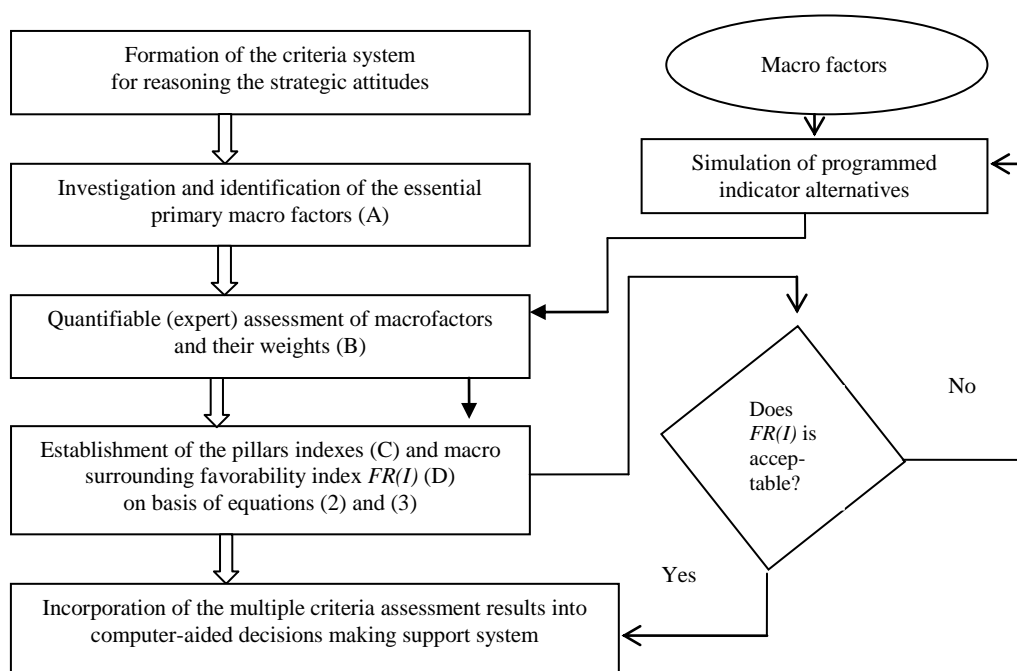 Formation of the criteria system
for reasoning the strategic attitudes
Macro factors
Investigation and identification of the essential
primary macro factors (A)
Simulation of programmed
indicator alternatives
Quantifiable (expert) assessment of macrofactors
and their weights (B)
Establishment of the pillars indexes (C) and macro
surrounding favorability index FR(I) (D)
on basis of equations (2) and (3)
Does
FR(I) is
accep-
table?
No
Yes
Incorporation of the multiple criteria assessment results into
computer-aided decisions making support system